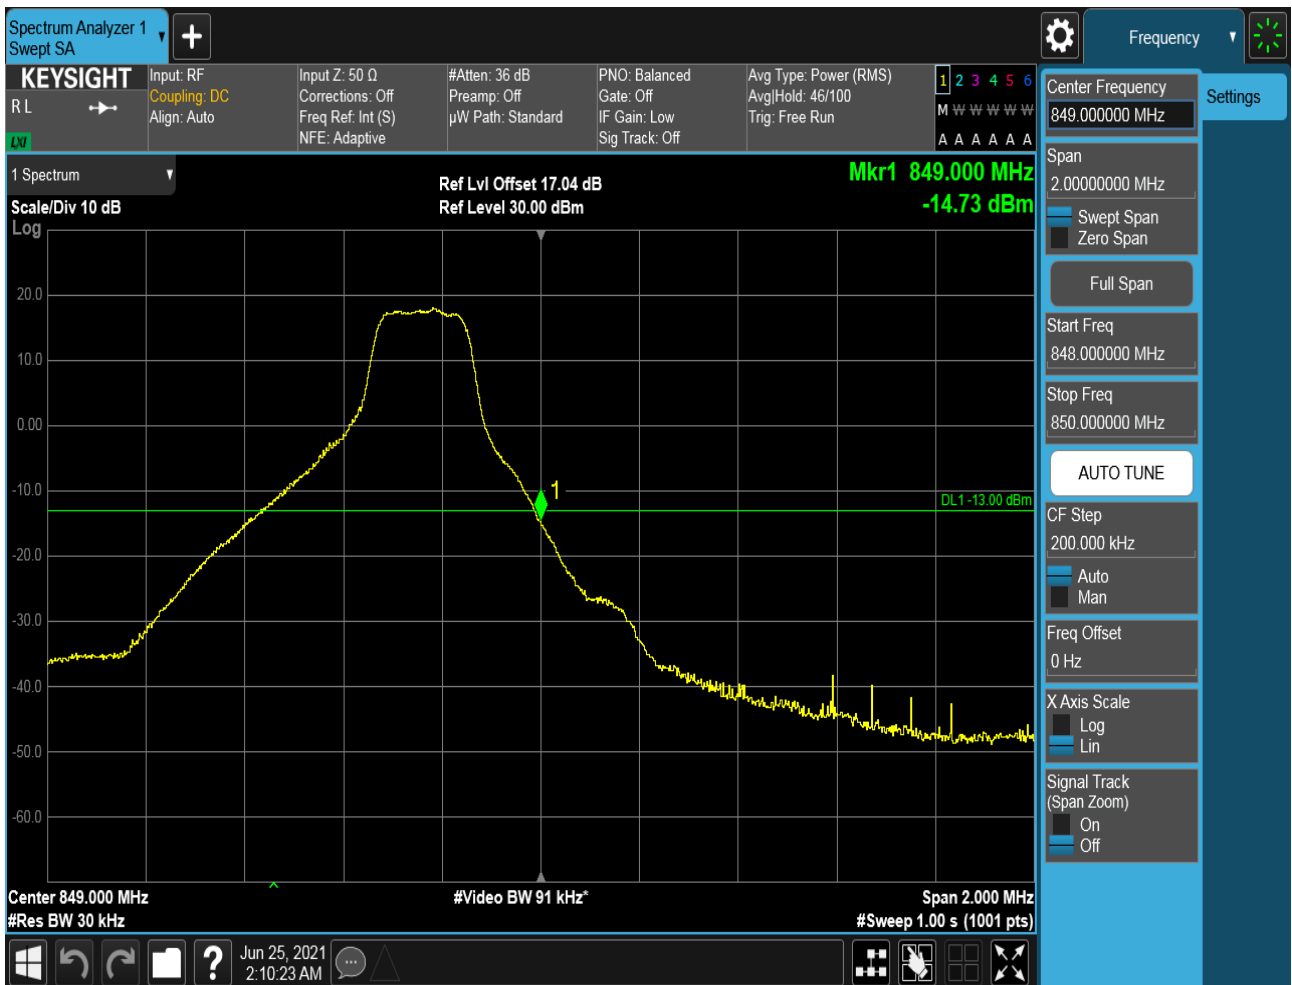 Spectrum Analyzer 1
Swept SA
Frequency
KEYSIGHT
R L
LXI
Input: RF
Coupling: DC
Align: Auto
Input Z: 50 Ω
Corrections: Off
Freq Ref: Int (S)
NFE: Adaptive
#Atten: 36 dB
Preamp: Off
µW Path: Standard
PNO: Balanced
Gate: Off
IF Gain: Low
Sig Track: Off
Avg Type: Power (RMS)
Avg|Hold: 46/100
Trig: Free Run
1 2 3 4 5 6
M W W W W W
A A A A A A
1 Spectrum
Scale/Div 10 dB
Log
Ref Lvl Offset 17.04 dB
Ref Level 30.00 dBm
Mkr1 849.000 MHz
-14.73 dBm
20.0
10.0
0.00
-10.0
-20.0
-30.0
-40.0
-50.0
-60.0
1
DL1 -13.00 dBm
Center 849.000 MHz
#Res BW 30 kHz
#Video BW 91 kHz*
Span 2.000 MHz
#Sweep 1.00 s (1001 pts)
Jun 25, 2021
2:10:23 AM
Center Frequency
849.000000 MHz
Settings
Span
2.00000000 MHz
Swept Span
Zero Span
Full Span
Start Freq
848.000000 MHz
Stop Freq
850.000000 MHz
AUTO TUNE
CF Step
200.000 kHz
Auto
Man
Freq Offset
0 Hz
X Axis Scale
Log
Lin
Signal Track
(Span Zoom)
On
Off